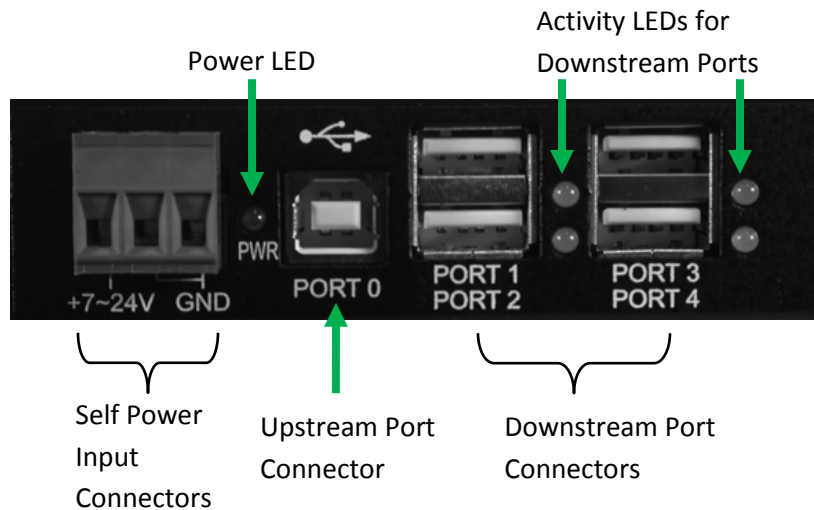 Activity LEDs for
Downstream Ports
Power LED
PWR
+7~24V GND
PORT 0
PORT 1
PORT 2
PORT 3
PORT 4
Self Power
Input
Connectors
Upstream Port
Connector
Downstream Port
Connectors